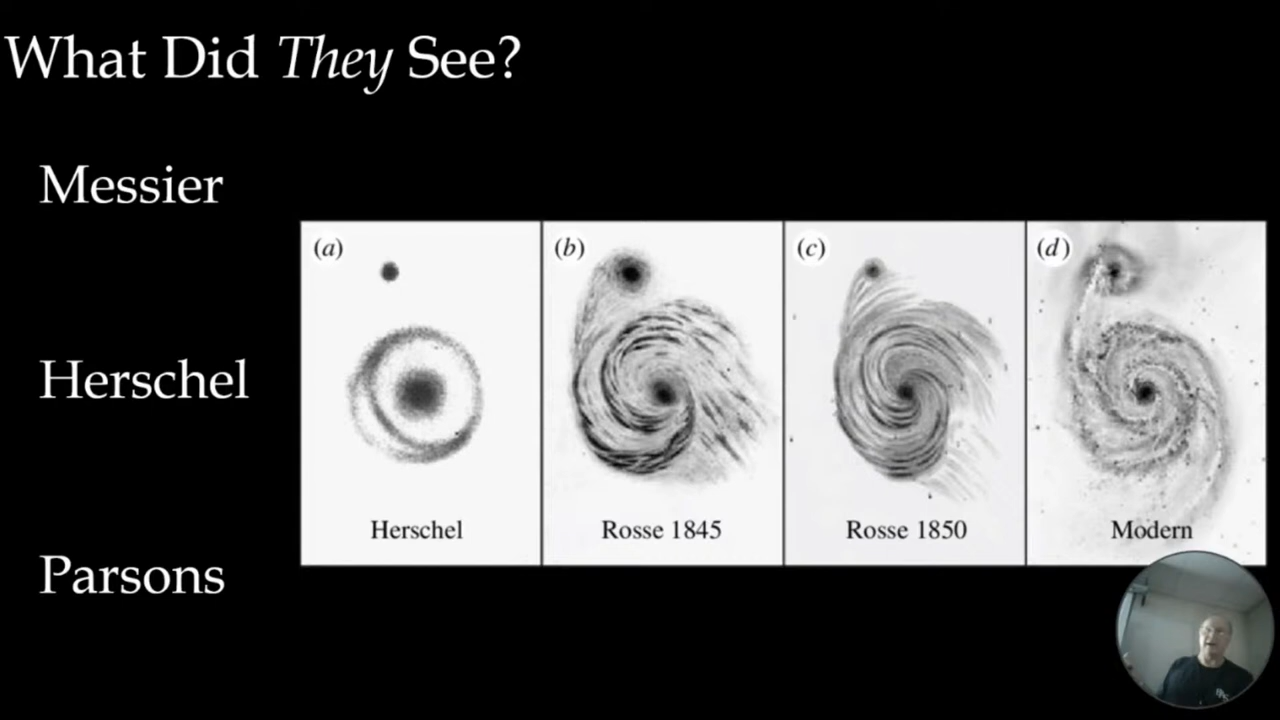 What Did They See?
Messier
Herschel
Parsons
(a)
(b)
(c)
(d)
Herschel
Rosse 1845
Rosse 1850
Modern